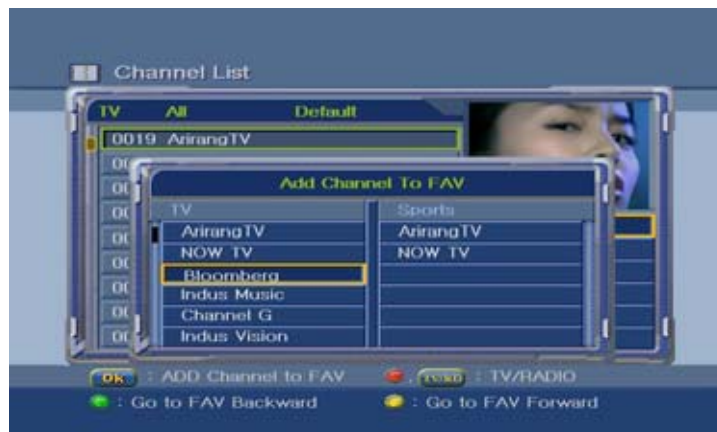 Channel List
TV All Default
0019 ArirangTV
Add Channel To FAV
TV Sports
ArirangTV ArirangTV
NOW TV NOW TV
Bloomberg
Indus Music
Channel G
Indus Vision
OK : ADD Channel to FAV , TV/RAD : TV/RADIO
: Go to FAV Backward : Go to FAV Forward